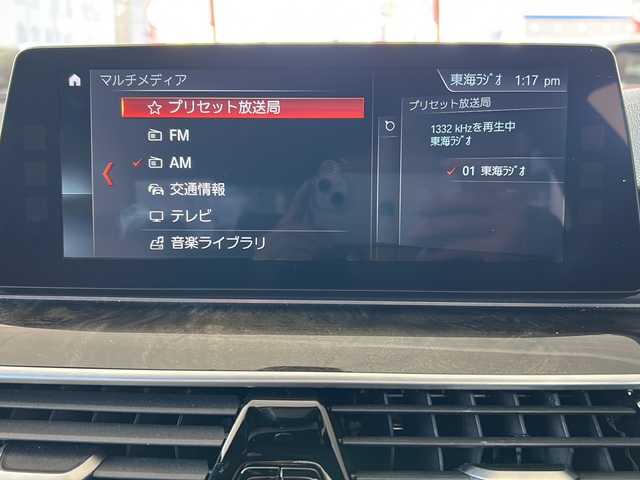 マルチメディア
東海ﾗｼﾞｵ 1:17 pm
プリセット放送局
FM
AM
交通情報
テレビ
音楽ライブラリ
プリセット放送局
1332 kHzを再生中
東海ﾗｼﾞｵ
01 東海ﾗｼﾞｵ